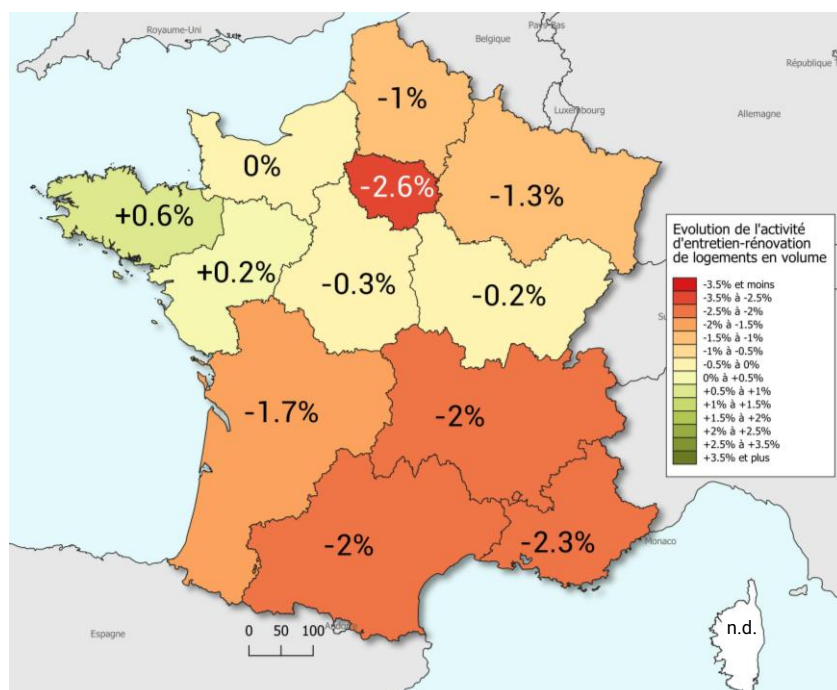 Royaume-Uni
Pays-Bas
Belgique
République T
Luxembourg
Allemagne
-1%
0%
-2.6%
-1.3%
+0.6%
+0.2%
-0.3%
-0.2%
Su
Evolution de l'activité
d'entretien-rénovation
de logements en volume
-3.5% et moins
-3.5% à -2.5%
-2.5% à -2%
-2% à -1.5%
-1.5% à -1%
-1% à -0.5%
-0.5% à 0%
0% à +0.5%
+0.5% à +1%
+1% à +1.5%
+1.5% à +2%
+2% à +2.5%
+2.5% à +3.5%
+3.5% et plus
-1.7%
-2%
-2%
-2.3%
Monaco
Espagne
Andorre
0 50 100
n.d.